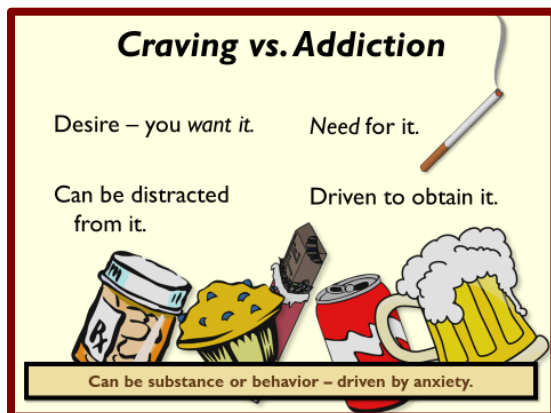 Craving vs. Addiction
Desire – you want it.
Can be distracted
from it.
Need for it.
Driven to obtain it.
Rx
Can be substance or behavior – driven by anxiety.